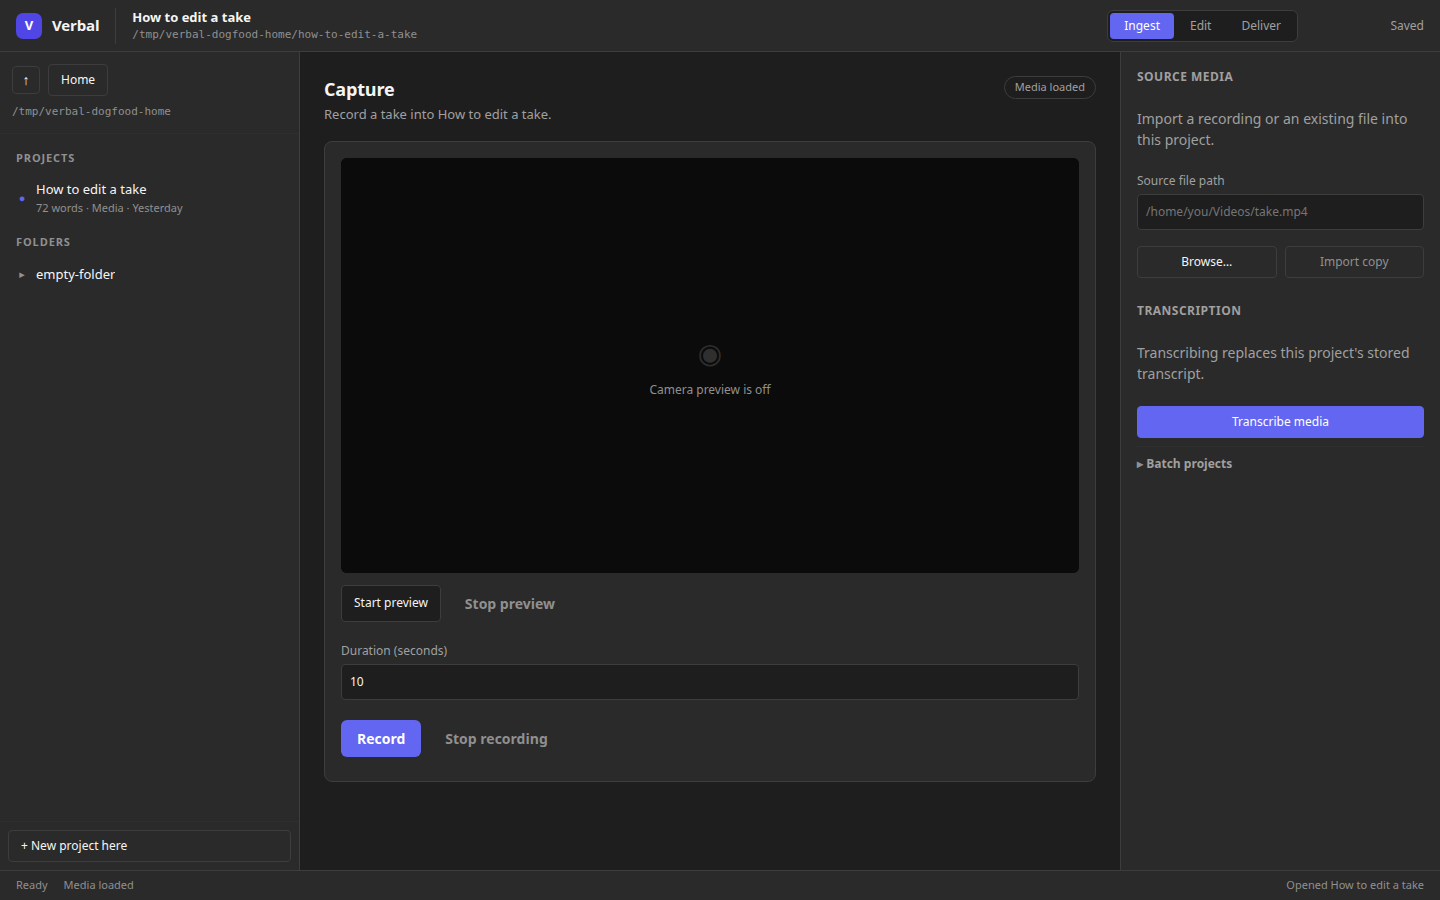 V Verbal
How to edit a take
/tmp/verbal-dogfood-home/how-to-edit-a-take
Ingest Edit Deliver
Saved
↑ Home
/tmp/verbal-dogfood-home
PROJECTS
How to edit a take
72 words · Media · Yesterday
FOLDERS
▸ empty-folder
+ New project here
Capture
Record a take into How to edit a take.
Media loaded
Camera preview is off
Start preview Stop preview
Duration (seconds)
10
Record Stop recording
SOURCE MEDIA
Import a recording or an existing file into
this project.
Source file path
/home/you/Videos/take.mp4
Browse... Import copy
TRANSCRIPTION
Transcribing replaces this project's stored
transcript.
Transcribe media
▸ Batch projects
Ready Media loaded
Opened How to edit a take